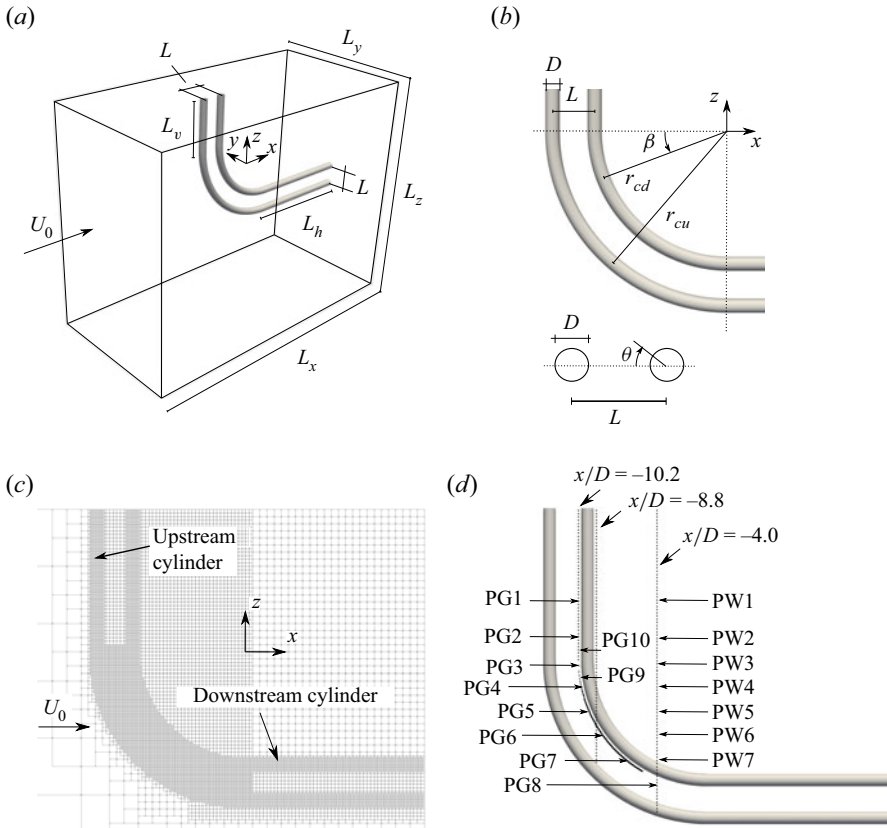 (a)
L
L_y
L_v
z
y
x
L
L_z
U_0
L_h
L_x
(b)
D
L
z
β
x
r_cd
r_cu
D
θ
L
(c)
Upstream
cylinder
z
x
Downstream cylinder
U_0
(d)
x/D = –10.2
x/D = –8.8
x/D = –4.0
PG1
PW1
PG2
PG10
PW2
PG3
PG9
PW3
PG4
PW4
PG5
PW5
PG6
PW6
PG7
PW7
PG8